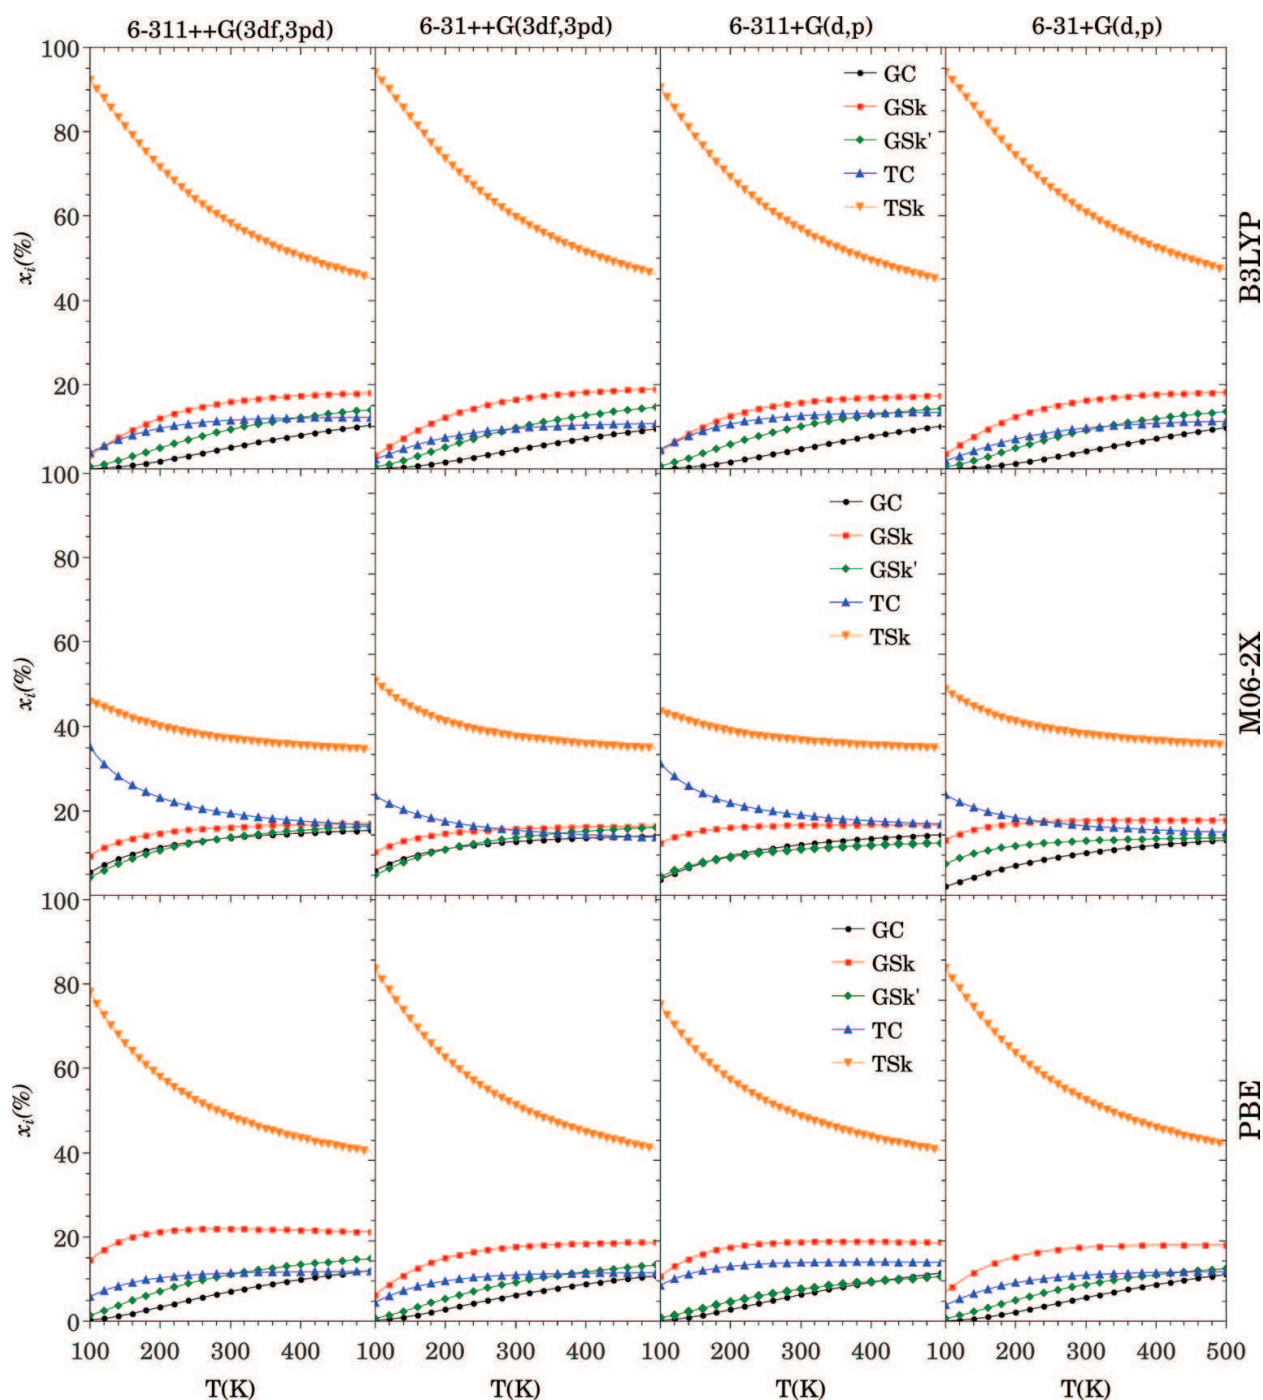 6-311++G(3df,3pd) 6-31++G(3df,3pd) 6-311+G(d,p) 6-31+G(d,p)
100
80
60
40
20
xᵢ(%)
GC
GSk
GSk'
TC
TSk
B3LYP
100
80
60
40
20
xᵢ(%)
GC
GSk
GSk'
TC
TSk
M06-2X
100
80
60
40
20
0
xᵢ(%)
GC
GSk
GSk'
TC
TSk
PBE
100 200 300 400 100 200 300 400 100 200 300 400 100 200 300 400 500
T(K) T(K) T(K) T(K)